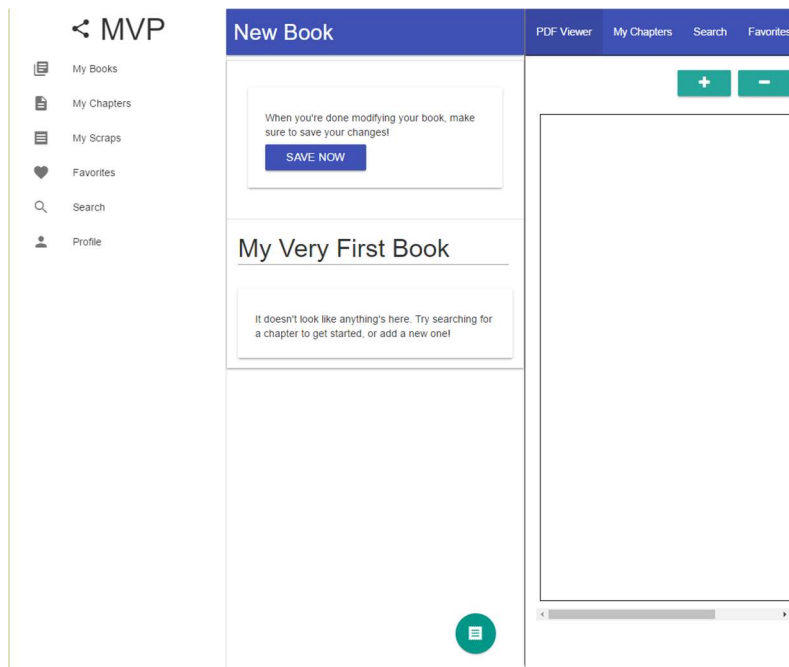 MVP
My Books
My Chapters
My Scraps
Favorites
Search
Profile
New Book
When you're done modifying your book, make
sure to save your changes!
SAVE NOW
My Very First Book
It doesn't look like anything's here. Try searching for
a chapter to get started, or add a new one!
PDF Viewer My Chapters Search Favorites